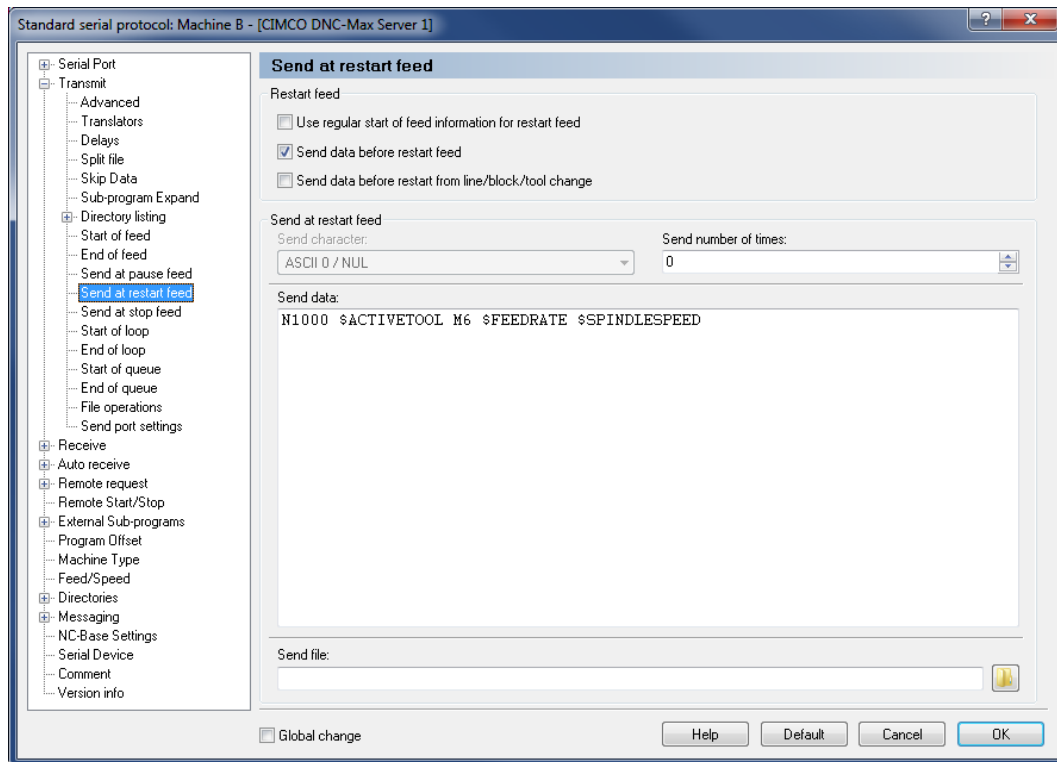 Standard serial protocol: Machine B - [CIMCO DNC-Max Server 1]
Serial Port
Transmit
Advanced
Translators
Delays
Split file
Skip Data
Sub-program Expand
Directory listing
Start of feed
End of feed
Send at pause feed
Send at restart feed
Send at stop feed
Start of loop
End of loop
Start of queue
End of queue
File operations
Send port settings
Receive
Auto receive
Remote request
Remote Start/Stop
External Sub-programs
Program Offset
Machine Type
Feed/Speed
Directories
Messaging
NC-Base Settings
Serial Device
Comment
Version info
Send at restart feed
Restart feed
Use regular start of feed information for restart feed
Send data before restart feed
Send data before restart from line/block/tool change
Send at restart feed
Send character:
Send number of times:
ASCII 0 / NUL
0
Send data:
N1000 $ACTIVETOOL M6 $FEEDRATE $SPINDLESPEED
Send file:
Global change
Help
Default
Cancel
OK